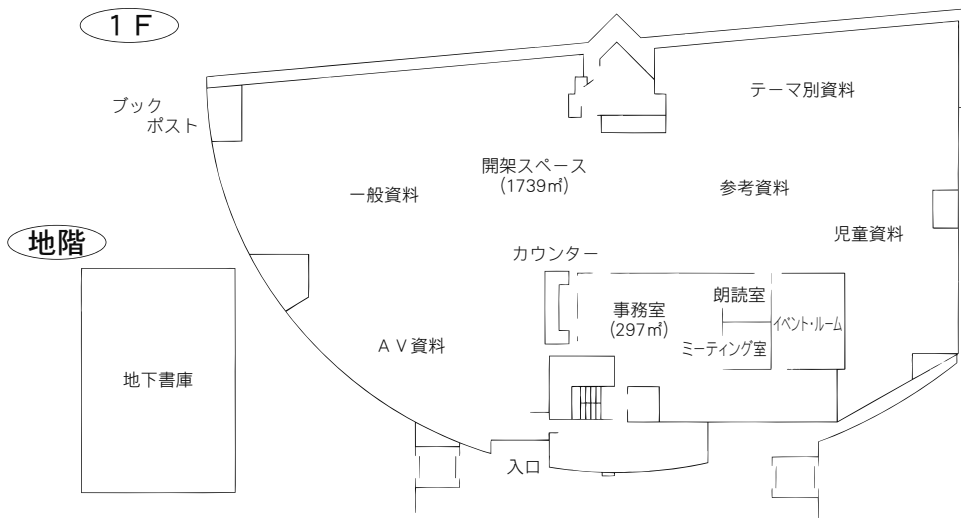 1F
ブック
ポスト
テーマ別資料
開架スペース
(1739㎡)
一般資料
参考資料
児童資料
地階
カウンター
朗読室
事務室
(297㎡)
イベント・ルーム
ミーティング室
AV資料
地下書庫
入口